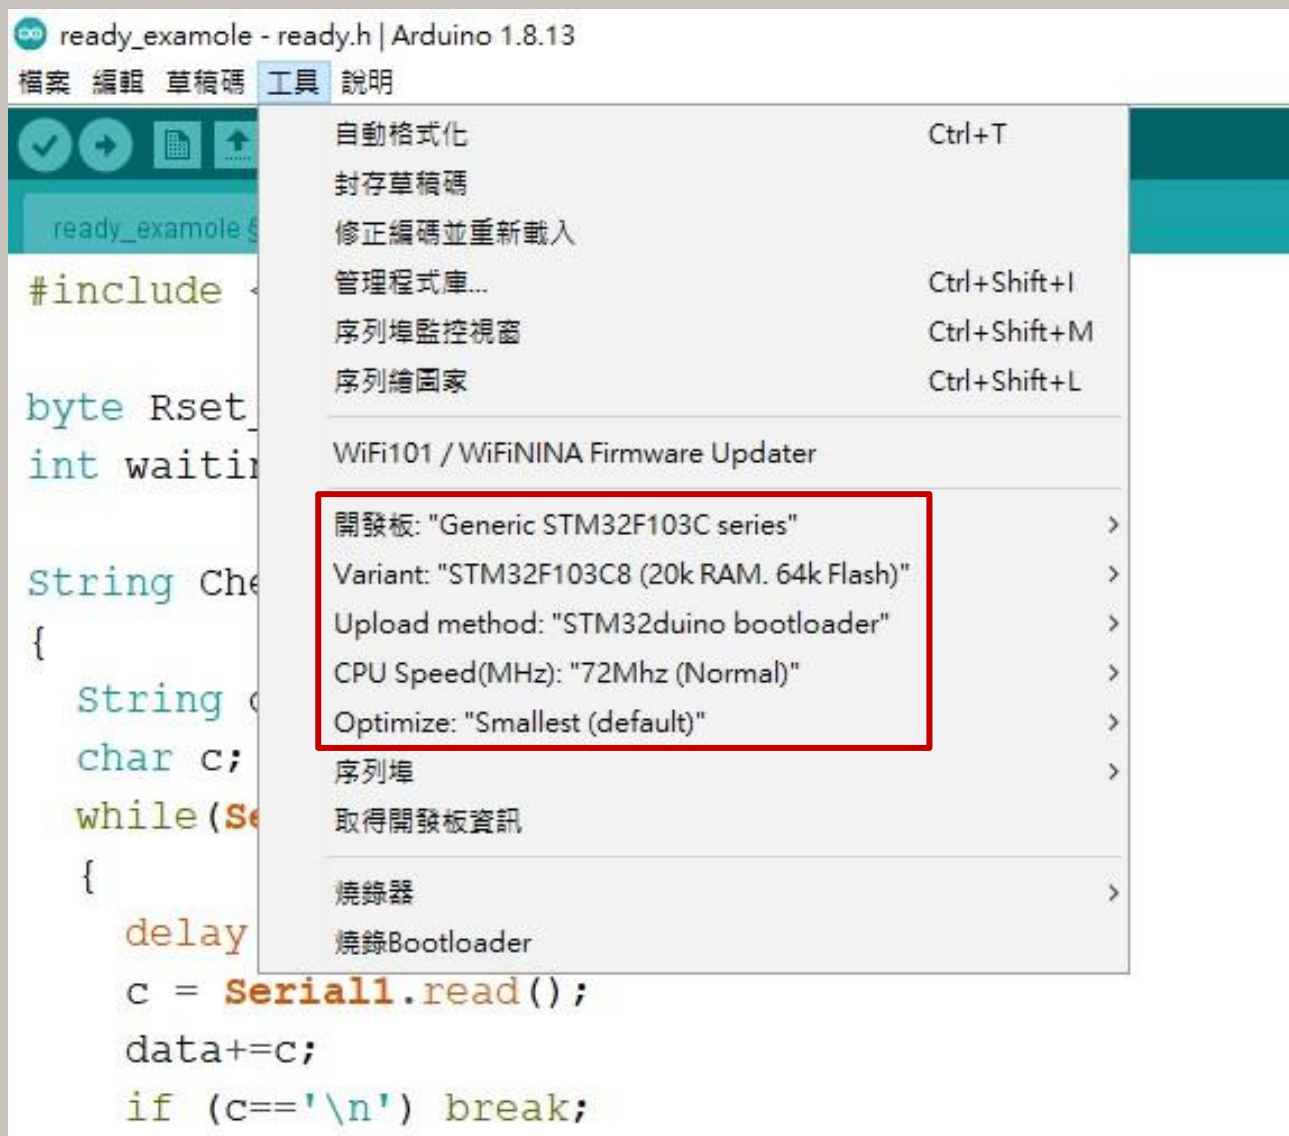 ready_examole - ready.h | Arduino 1.8.13
檔案 編輯 草稿碼 工具 說明
自動格式化 Ctrl+T
封存草稿碼
ready_examole
修正編碼並重新載入
#include <
管理程式庫... Ctrl+Shift+I
序列埠監控視窗 Ctrl+Shift+M
序列繪圖家 Ctrl+Shift+L
byte Rset_
WiFi101 / WiFiNINA Firmware Updater
int waitin
開發板: "Generic STM32F103C series"
Variant: "STM32F103C8 (20k RAM. 64k Flash)"
String Che
Upload method: "STM32duino bootloader"
{
CPU Speed(MHz): "72Mhz (Normal)"
String
Optimize: "Smallest (default)"
char c;
序列埠
while(Se
取得開發板資訊
{
燒錄器
delay
燒錄Bootloader
c = Serial1.read();
data+=c;
if (c=='\n') break;